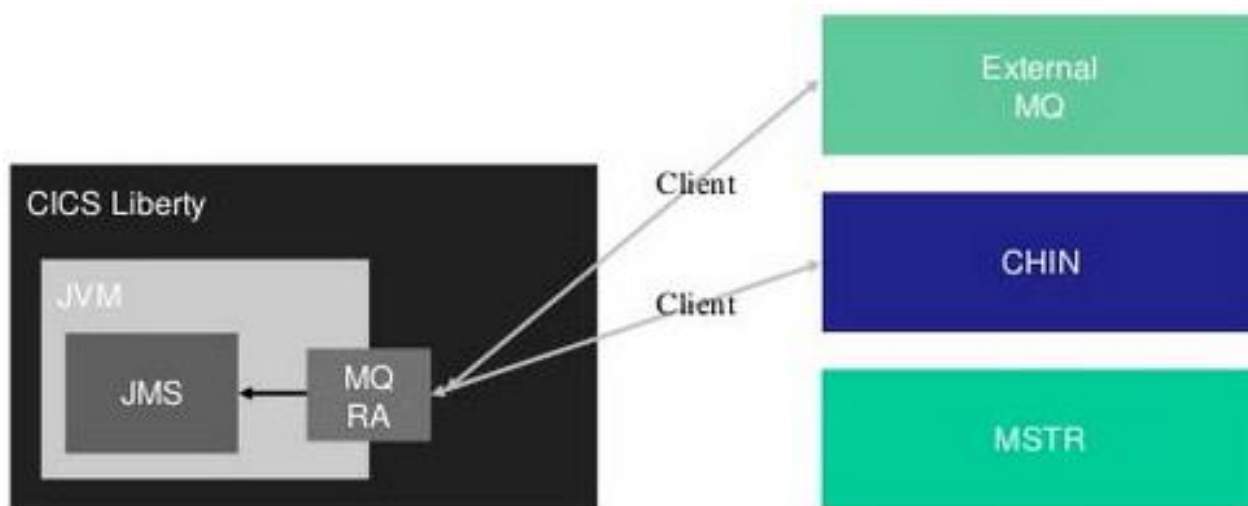 External
MQ
Client
CICS Liberty
CHIN
JVM
Client
MQ
RA
JMS
MSTR